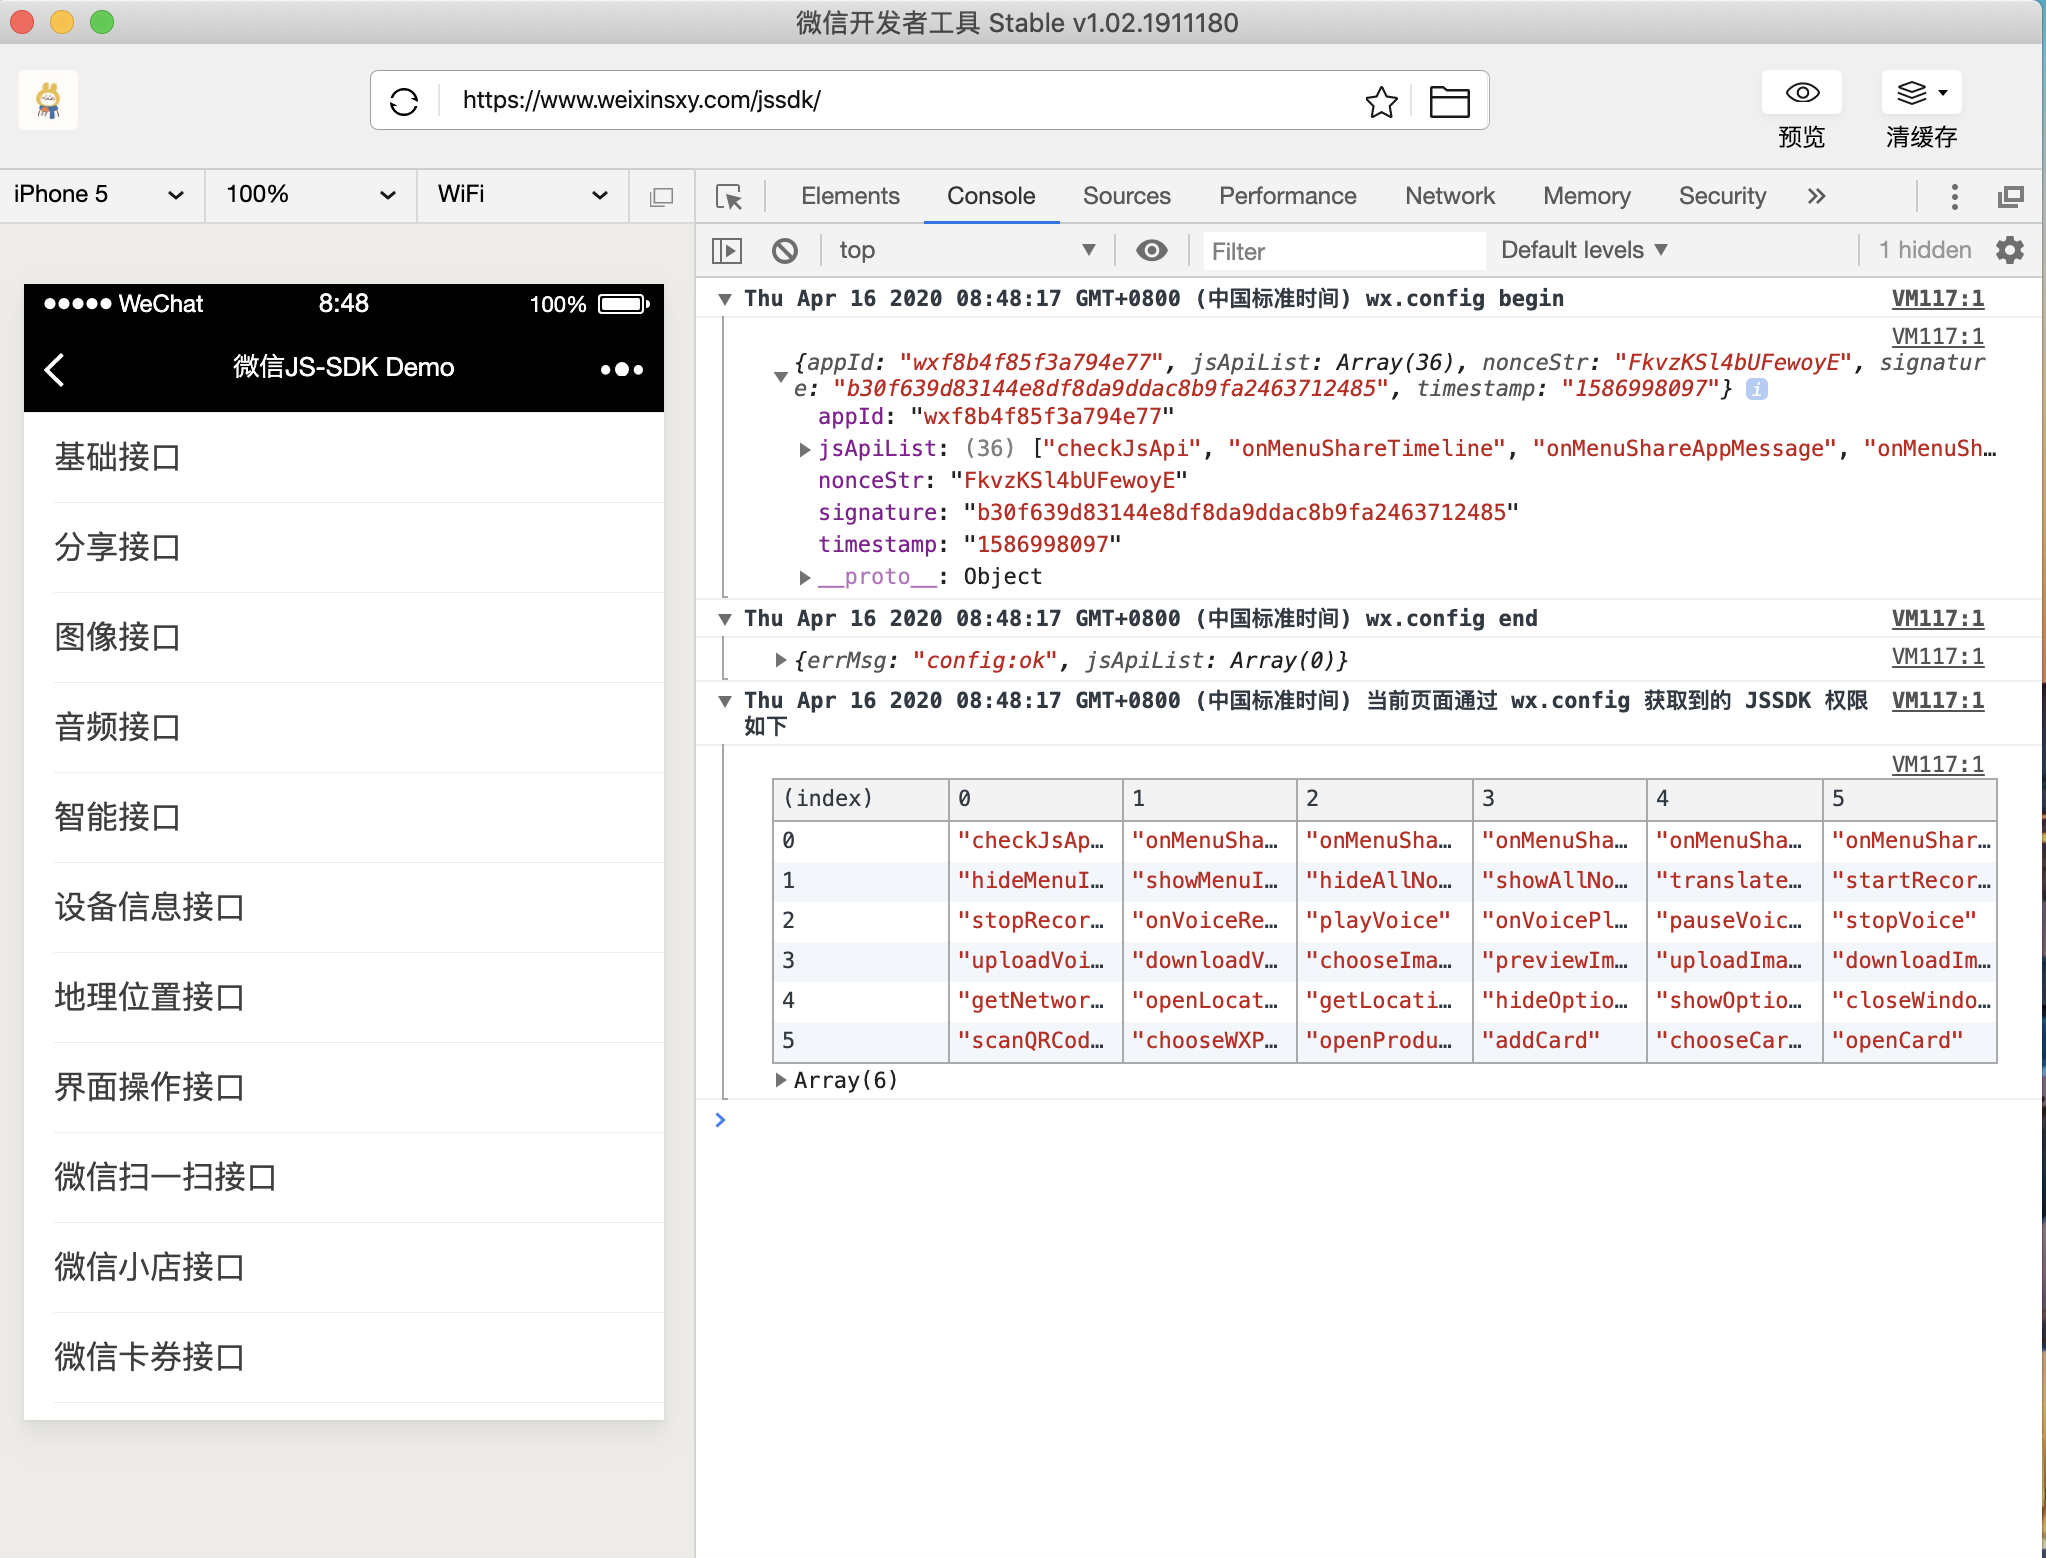 微信开发者工具 Stable v1.02.1911180
https://www.weixinsxy.com/jssdk/
预览
清缓存
iPhone 5
100%
WiFi
Elements
Console
Sources
Performance
Network
Memory
Security
top
Filter
Default levels
1 hidden
WeChat
8:48
100%
微信JS-SDK Demo
基础接口
分享接口
图像接口
音频接口
智能接口
设备信息接口
地理位置接口
界面操作接口
微信扫一扫接口
微信小店接口
微信卡券接口
Thu Apr 16 2020 08:48:17 GMT+0800 (中国标准时间) wx.config begin VM117:1
VM117:1
{appId: "wxf8b4f85f3a794e77", jsApiList: Array(36), nonceStr: "FkvzKSl4bUFewoyE", signatur
e: "b30f639d83144e8df8da9ddac8b9fa2463712485", timestamp: "1586998097"} i
appId: "wxf8b4f85f3a794e77"
jsApiList: (36) ["checkJsApi", "onMenuShareTimeline", "onMenuShareAppMessage", "onMenuSh…
nonceStr: "FkvzKSl4bUFewoyE"
signature: "b30f639d83144e8df8da9ddac8b9fa2463712485"
timestamp: "1586998097"
__proto__: Object
Thu Apr 16 2020 08:48:17 GMT+0800 (中国标准时间) wx.config end VM117:1
{errMsg: "config:ok", jsApiList: Array(0)} VM117:1
Thu Apr 16 2020 08:48:17 GMT+0800 (中国标准时间) 当前页面通过 wx.config 获取到的 JSSDK 权限 VM117:1
如下
VM117:1
(index) 0 1 2 3 4 5
0 "checkJsAp… "onMenuSha… "onMenuSha… "onMenuSha… "onMenuSha… "onMenuShar…
1 "hideMenuI… "showMenuI… "hideAllNo… "showAllNo… "translate… "startRecor…
2 "stopRecor… "onVoiceRe… "playVoice" "onVoicePl… "pauseVoic… "stopVoice"
3 "uploadVoi… "downloadV… "chooseIma… "previewIm… "uploadIma… "downloadIm…
4 "getNetwor… "openLocat… "getLocati… "hideOptio… "showOptio… "closeWindo…
5 "scanQRCod… "chooseWXP… "openProdu… "addCard" "chooseCar… "openCard"
Array(6)